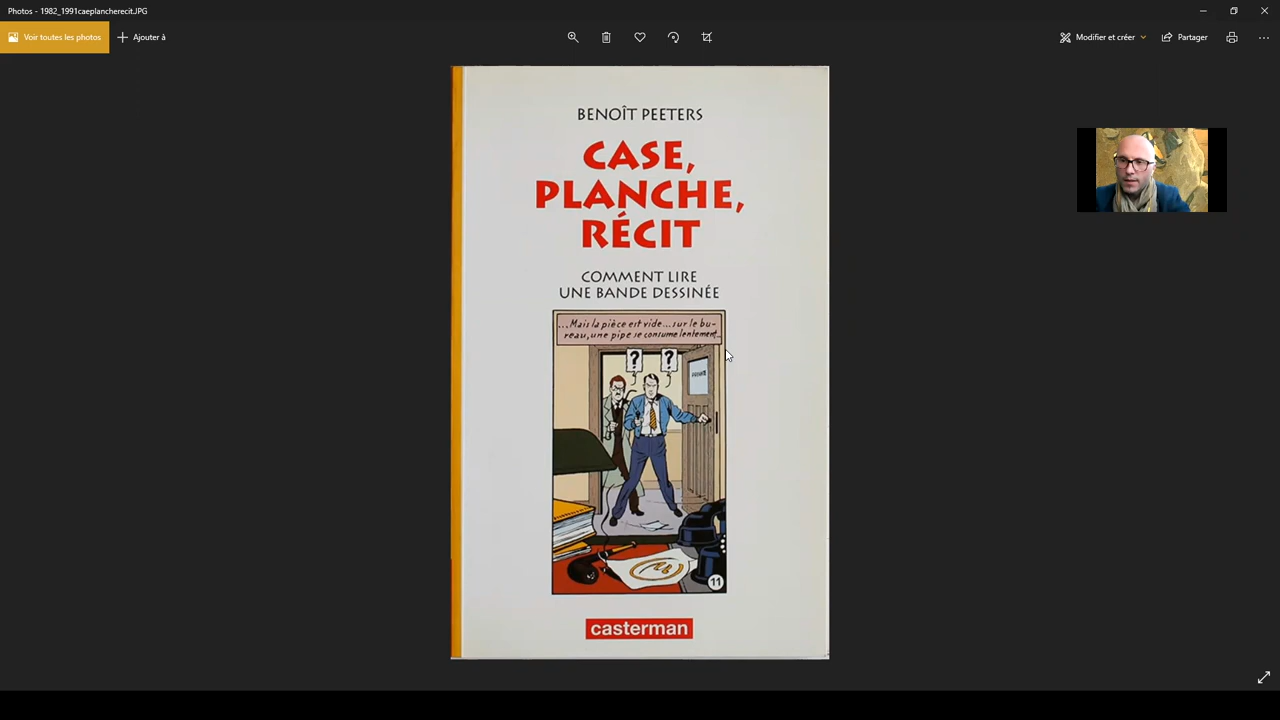 Photos - 1982_1991caeplancherecit.JPG
Voir toutes les photos
Ajouter à
Modifier et créer
Partager
BENOÎT PEETERS
CASE,
PLANCHE,
RÉCIT
COMMENT LIRE
UNE BANDE DESSINÉE
...Mais la pièce est vide...sur le bu-
reau, une pipe se consume lentement...
?
?
11
casterman